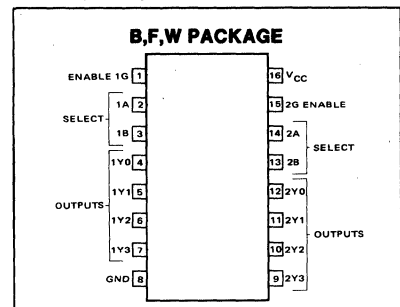 B,F,W PACKAGE
ENABLE 1G 1 16 VCC
1A 2 15 2G ENABLE
SELECT
1B 3 14 2A
SELECT
1Y0 4 13 2B
1Y1 5 12 2Y0
OUTPUTS
1Y2 6 11 2Y1
OUTPUTS
1Y3 7 10 2Y2
GND 8 9 2Y3